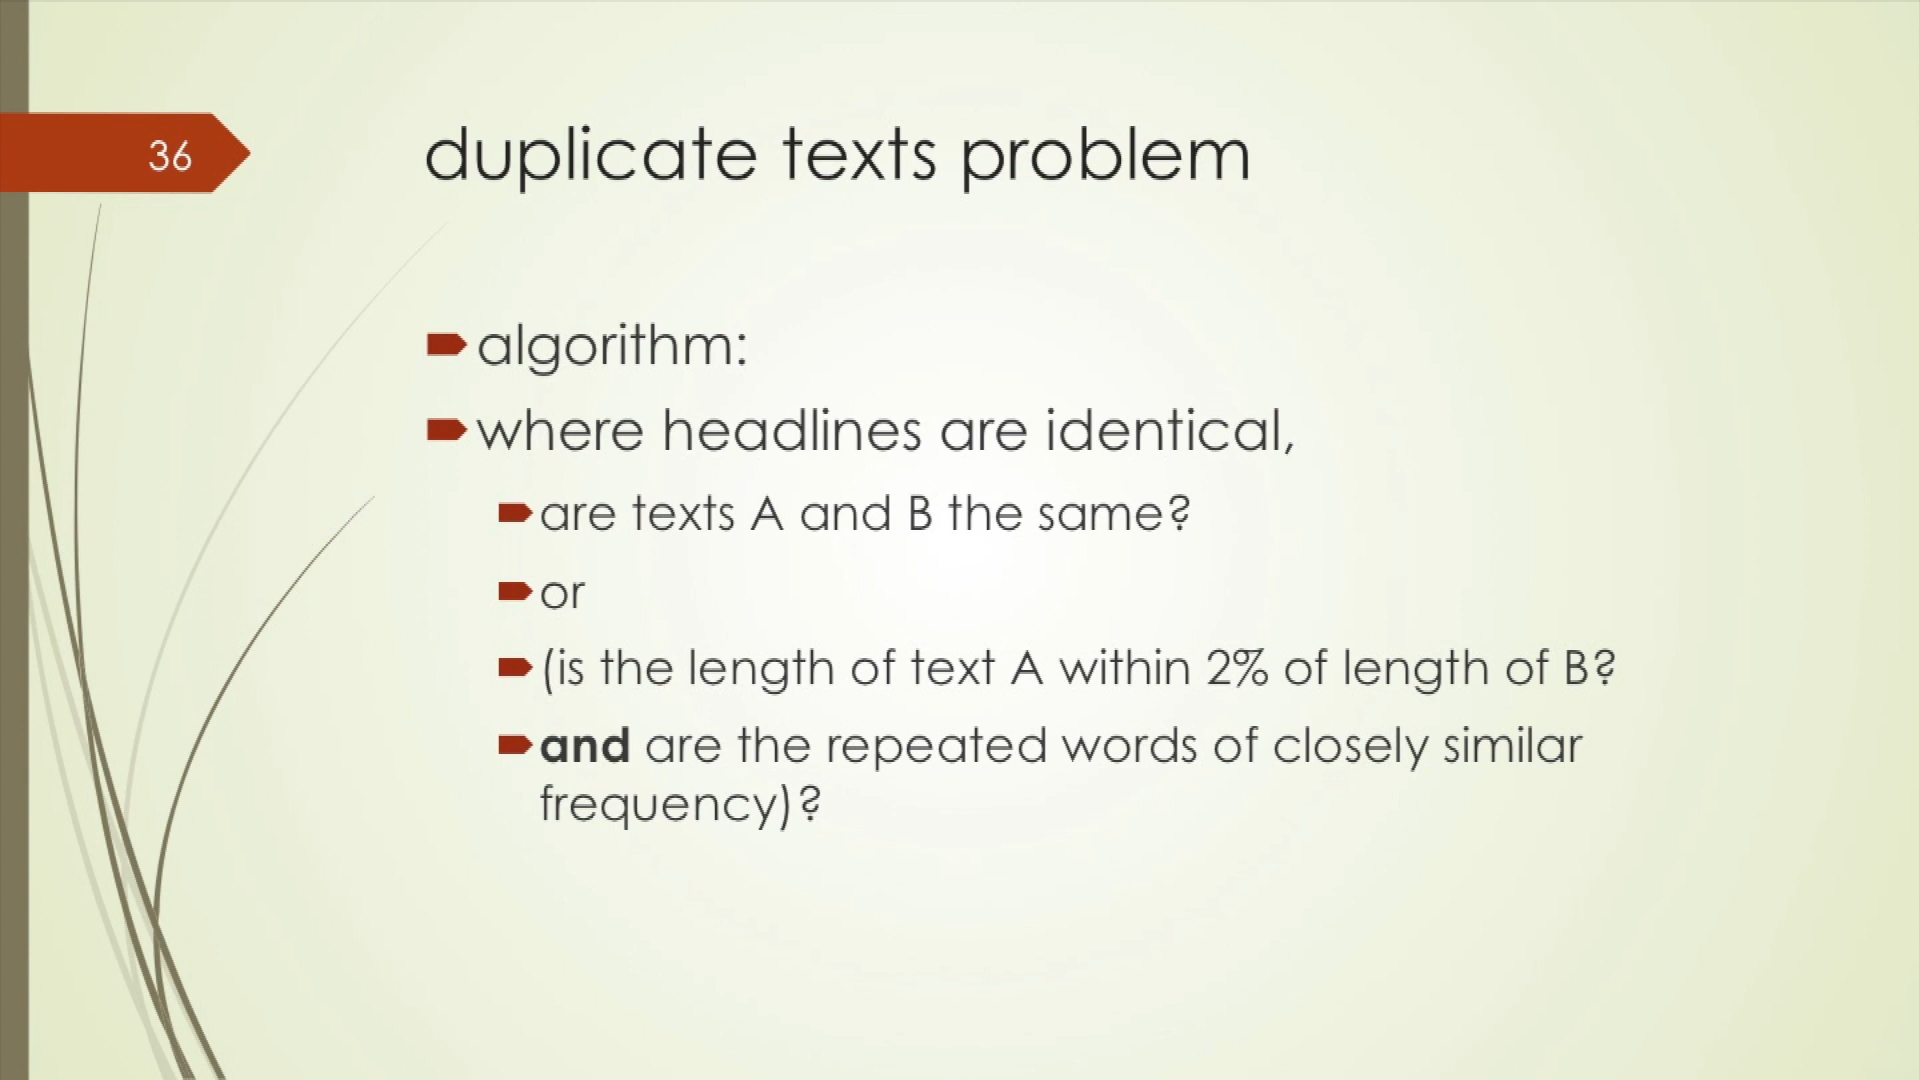 36
duplicate texts problem
algorithm:
where headlines are identical,
are texts A and B the same?
or
(is the length of text A within 2% of length of B?
and are the repeated words of closely similar
frequency)?